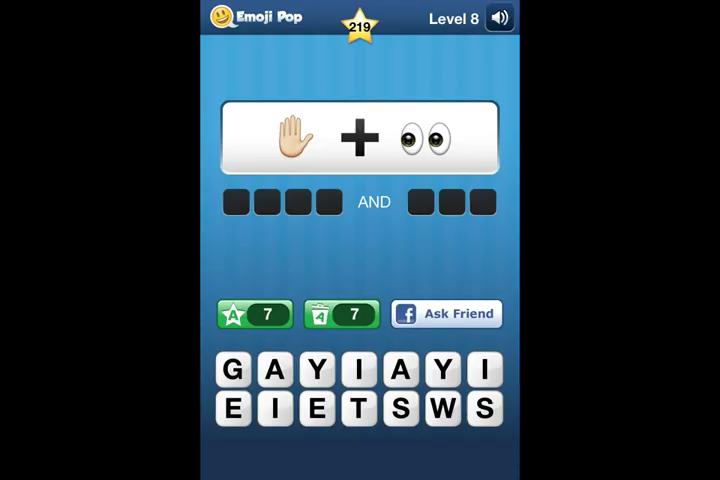 Emoji Pop
219
Level 8
AND
A 7
A 7
f Ask Friend
G A Y I A Y I
E I E T S W S